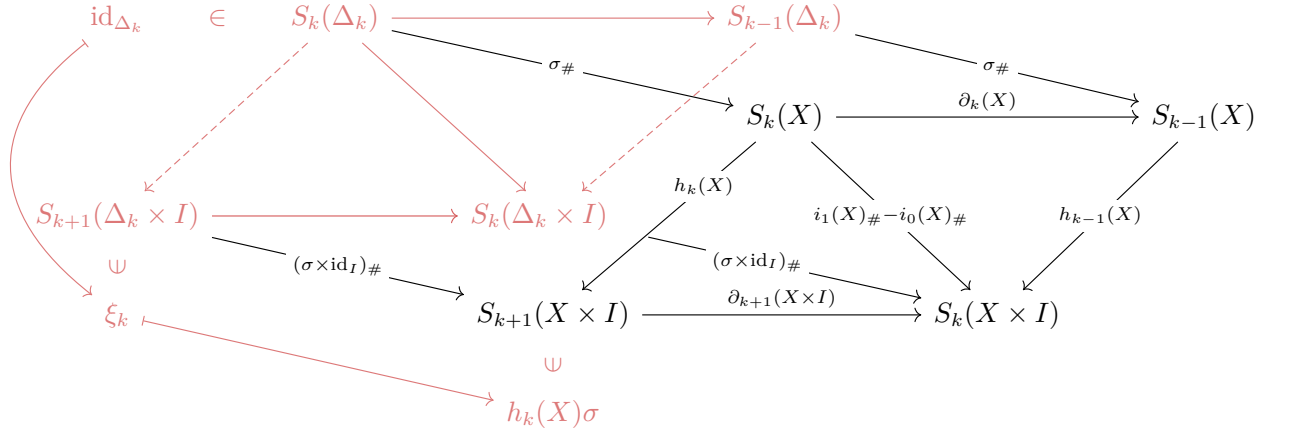 id_{Δ_k} ∈ S_k(Δ_k) S_{k-1}(Δ_k)
σ_# σ_#
S_k(X) ∂_k(X) S_{k-1}(X)
h_k(X)
S_{k+1}(Δ_k × I) S_k(Δ_k × I) i_1(X)_#−i_0(X)_# h_{k-1}(X)
(σ×id_I)_# (σ×id_I)_#
⋓ ∂_{k+1}(X×I)
ξ_k S_{k+1}(X × I) S_k(X × I)
⋓
h_k(X)σ